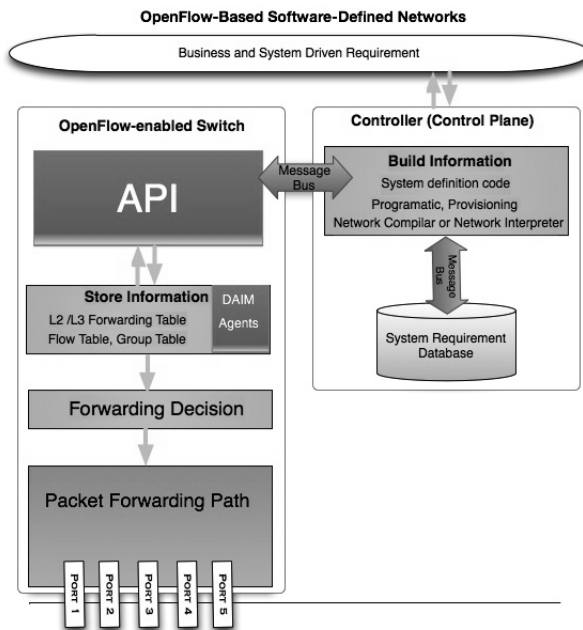 OpenFlow-Based Software-Defined Networks
Business and System Driven Requirement
OpenFlow-enabled Switch
API
Store Information
L2 /L3 Forwarding Table
Flow Table, Group Table
DAIM
Agents
Forwarding Decision
Packet Forwarding Path
PORT 1
PORT 2
PORT 3
PORT 4
PORT 5
Message
Bus
Controller (Control Plane)
Build Information
System definition code
Programatic, Provisioning
Network Compilar or Network Interpreter
Message
Bus
System Requirement
Database